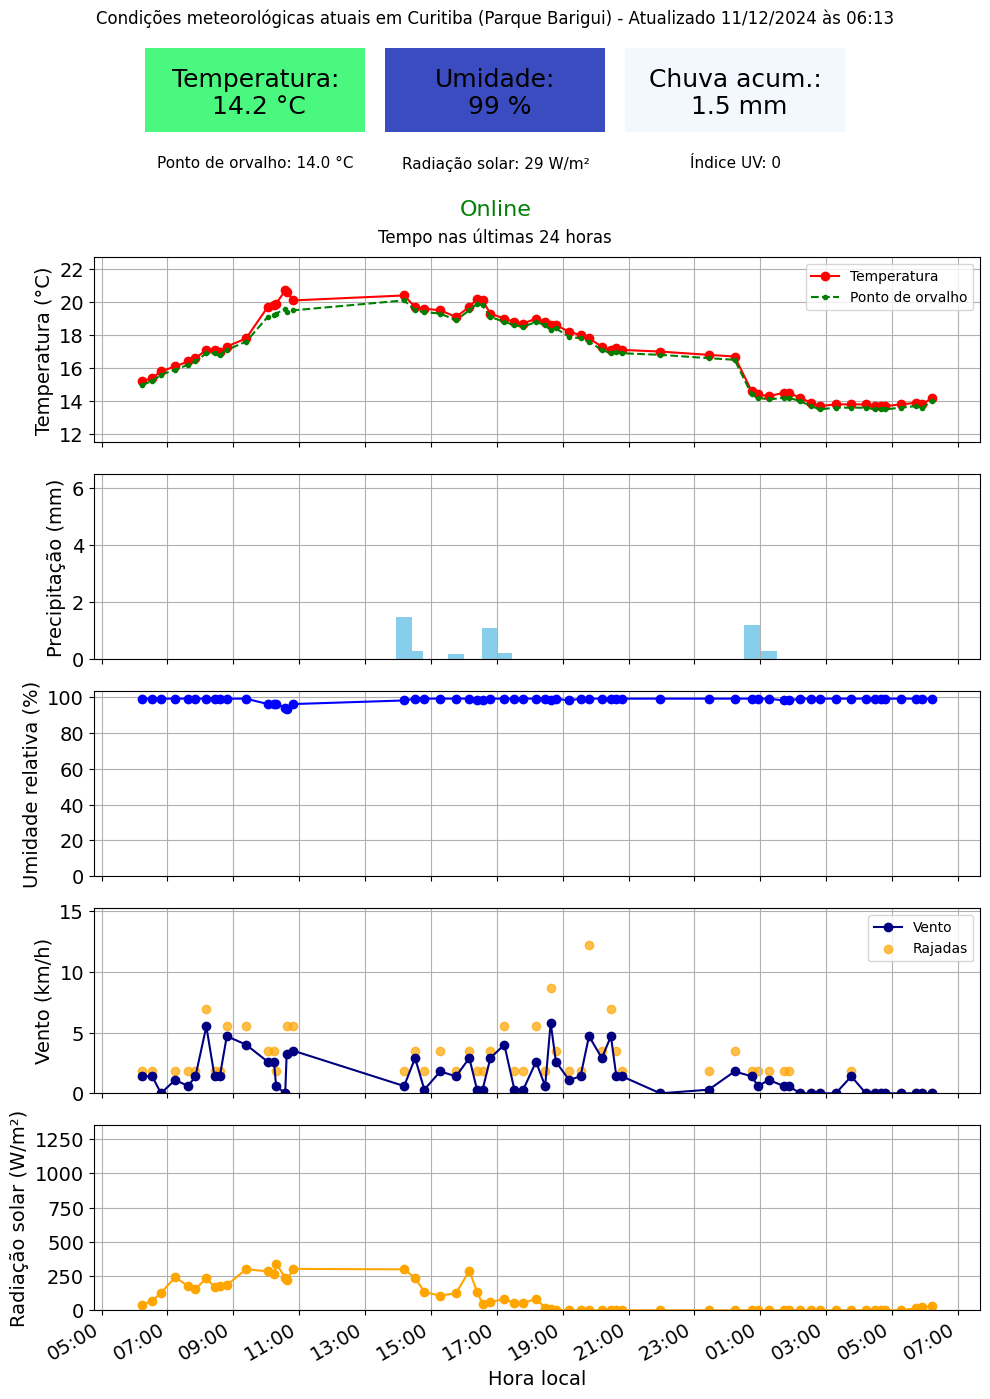 Condições meteorológicas atuais em Curitiba (Parque Barigui) - Atualizado 11/12/2024 às 06:13
Temperatura:
14.2 °C
Umidade:
99 %
Chuva acum.:
1.5 mm
Ponto de orvalho: 14.0 °C
Radiação solar: 29 W/m²
Índice UV: 0
Online
Tempo nas últimas 24 horas
Temperatura (°C)
22
20
18
16
14
12
Temperatura
Ponto de orvalho
Precipitação (mm)
6
4
2
0
Umidade relativa (%)
100
80
60
40
20
0
Vento (km/h)
15
10
5
0
Vento
Rajadas
Radiação solar (W/m²)
1250
1000
750
500
250
0
05:00
07:00
09:00
11:00
13:00
15:00
17:00
19:00
21:00
23:00
01:00
03:00
05:00
07:00
Hora local